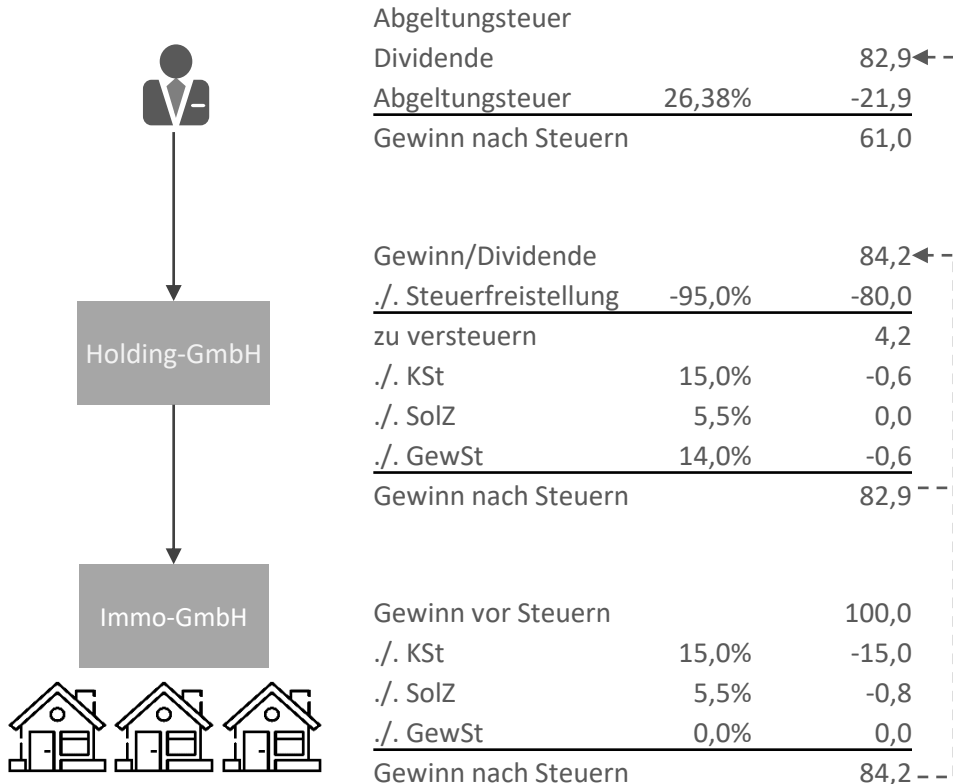 Abgeltungsteuer
Dividende 82,9
Abgeltungsteuer 26,38% -21,9
Gewinn nach Steuern 61,0
Gewinn/Dividende 84,2
./. Steuerfreistellung -95,0% -80,0
zu versteuern 4,2
Holding-GmbH
./. KSt 15,0% -0,6
./. SolZ 5,5% 0,0
./. GewSt 14,0% -0,6
Gewinn nach Steuern 82,9
Immo-GmbH
Gewinn vor Steuern 100,0
./. KSt 15,0% -15,0
./. SolZ 5,5% -0,8
./. GewSt 0,0% 0,0
Gewinn nach Steuern 84,2